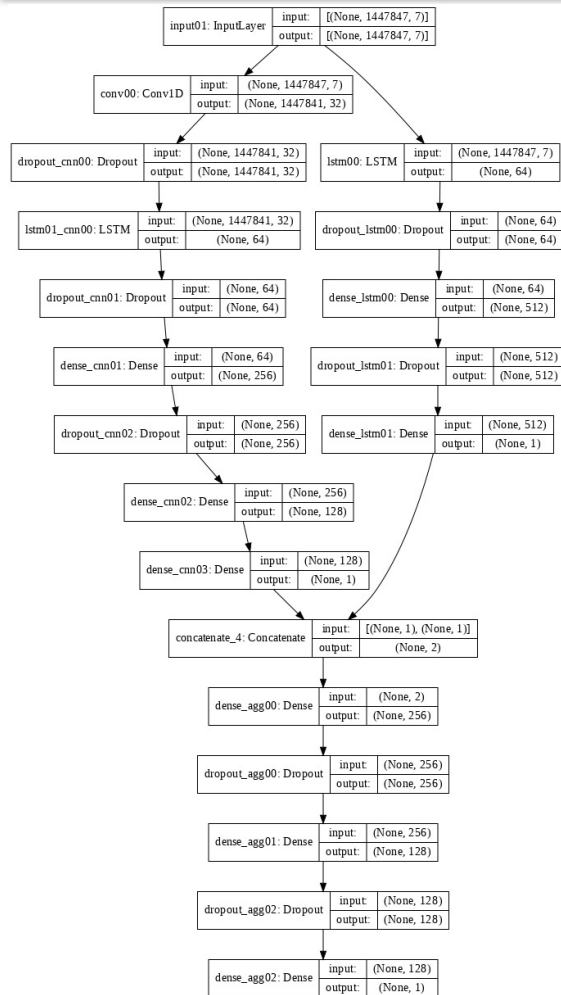 input01: InputLayer
input: [(None, 1447847, 7)]
output: [(None, 1447847, 7)]
conv00: Conv1D
input: (None, 1447847, 7)
output: (None, 1447841, 32)
dropout_cnn00: Dropout
input: (None, 1447841, 32)
output: (None, 1447841, 32)
lstm00: LSTM
input: (None, 1447847, 7)
output: (None, 64)
lstm01_cnn00: LSTM
input: (None, 1447841, 32)
output: (None, 64)
dropout_lstm00: Dropout
input: (None, 64)
output: (None, 64)
dropout_cnn01: Dropout
input: (None, 64)
output: (None, 64)
dense_lstm00: Dense
input: (None, 64)
output: (None, 512)
dense_cnn01: Dense
input: (None, 64)
output: (None, 256)
dropout_lstm01: Dropout
input: (None, 512)
output: (None, 512)
dropout_cnn02: Dropout
input: (None, 256)
output: (None, 256)
dense_lstm01: Dense
input: (None, 512)
output: (None, 1)
dense_cnn02: Dense
input: (None, 256)
output: (None, 128)
dense_cnn03: Dense
input: (None, 128)
output: (None, 1)
concatenate_4: Concatenate
input: [(None, 1), (None, 1)]
output: (None, 2)
dense_agg00: Dense
input: (None, 2)
output: (None, 256)
dropout_agg00: Dropout
input: (None, 256)
output: (None, 256)
dense_agg01: Dense
input: (None, 256)
output: (None, 128)
dropout_agg02: Dropout
input: (None, 128)
output: (None, 128)
dense_agg02: Dense
input: (None, 128)
output: (None, 1)